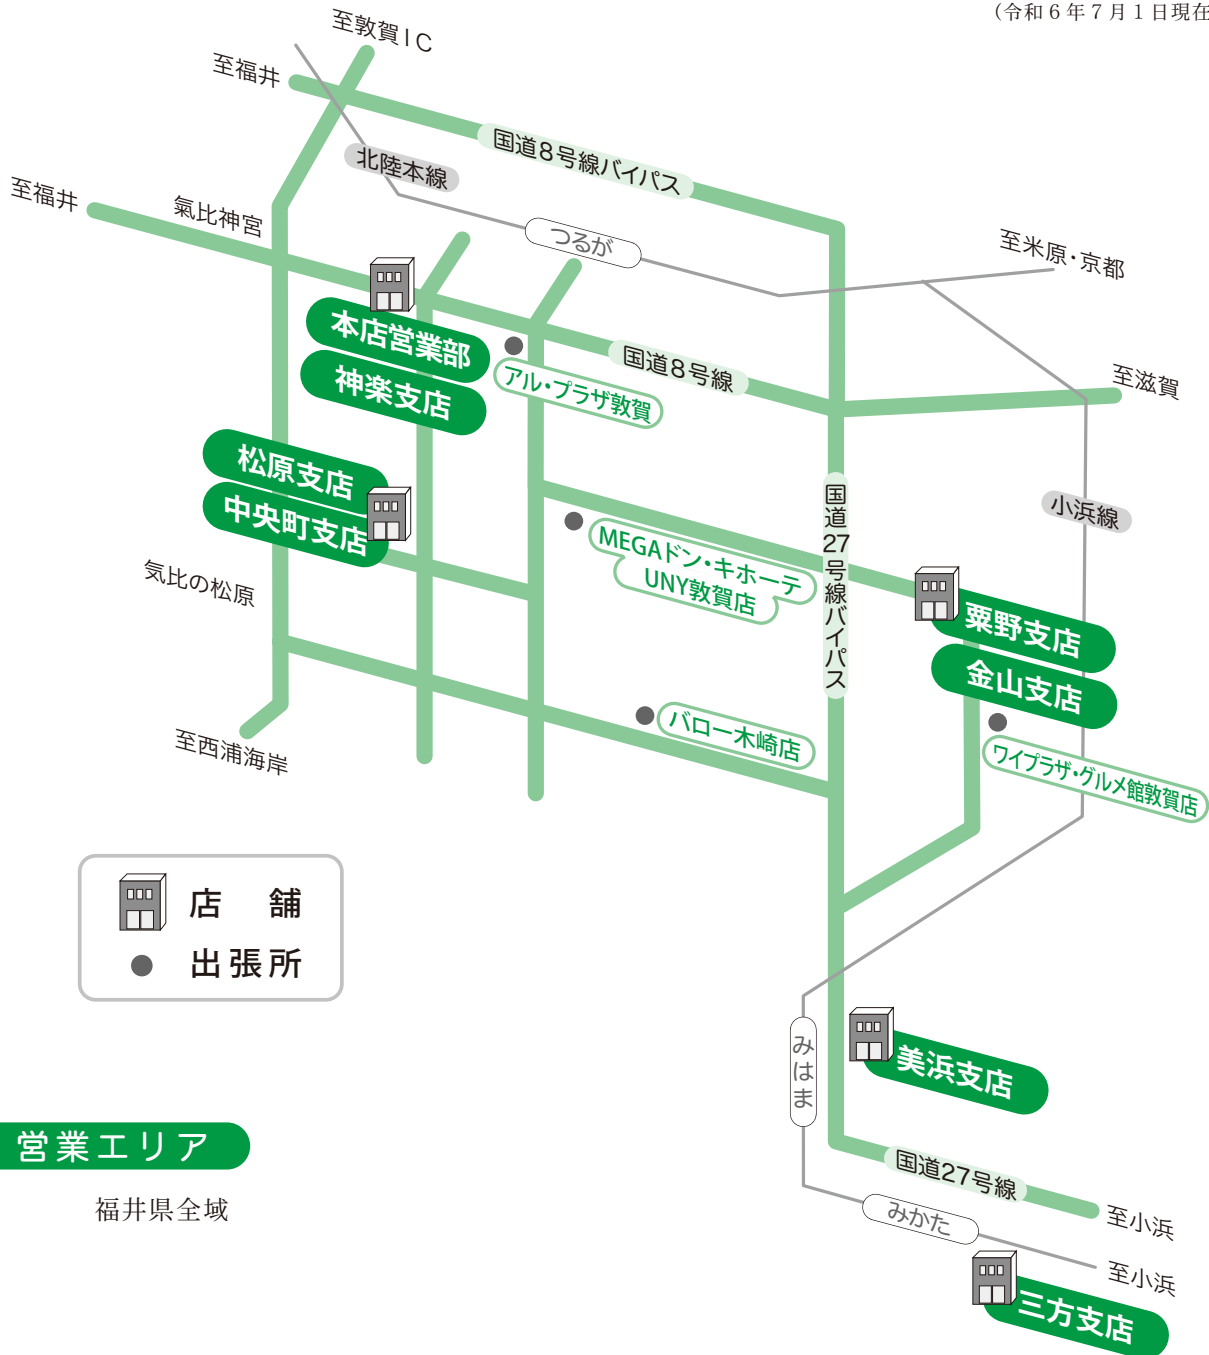 (令和6年7月1日現在
至敦賀IC
至福井
国道8号線バイパス
北陸本線
至福井
氣比神宮
つるが
至米原・京都
本店営業部
神楽支店
アル・プラザ敦賀
国道8号線
至滋賀
松原支店
中央町支店
国道27号線バイパス
小浜線
MEGAドン・キホーテ
UNY敦賀店
気比の松原
粟野支店
金山支店
バロー木崎店
ワイプラザ・グルメ館敦賀店
至西浦海岸
店 舗
出張所
みはま
美浜支店
営業エリア
福井県全域
国道27号線
みかた
至小浜
至小浜
三方支店